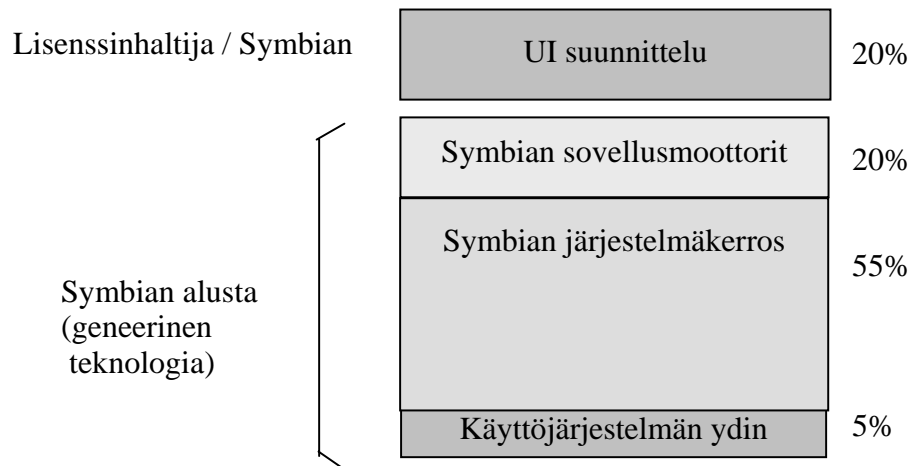 Lisenssinhaltija / Symbian
UI suunnittelu
20%
Symbian sovellusmoottorit
20%
Symbian järjestelmäkerros
55%
Symbian alusta
(geneerinen
teknologia)
Käyttöjärjestelmän ydin
5%